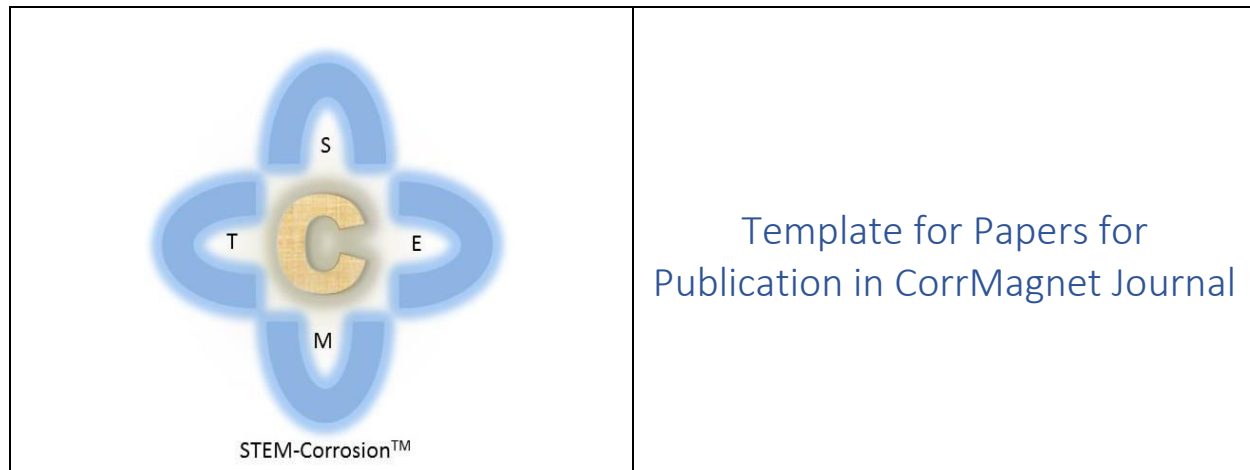 S
T
C
E
M
STEM-Corrosion™
Template for Papers for
Publication in CorrMagnet Journal